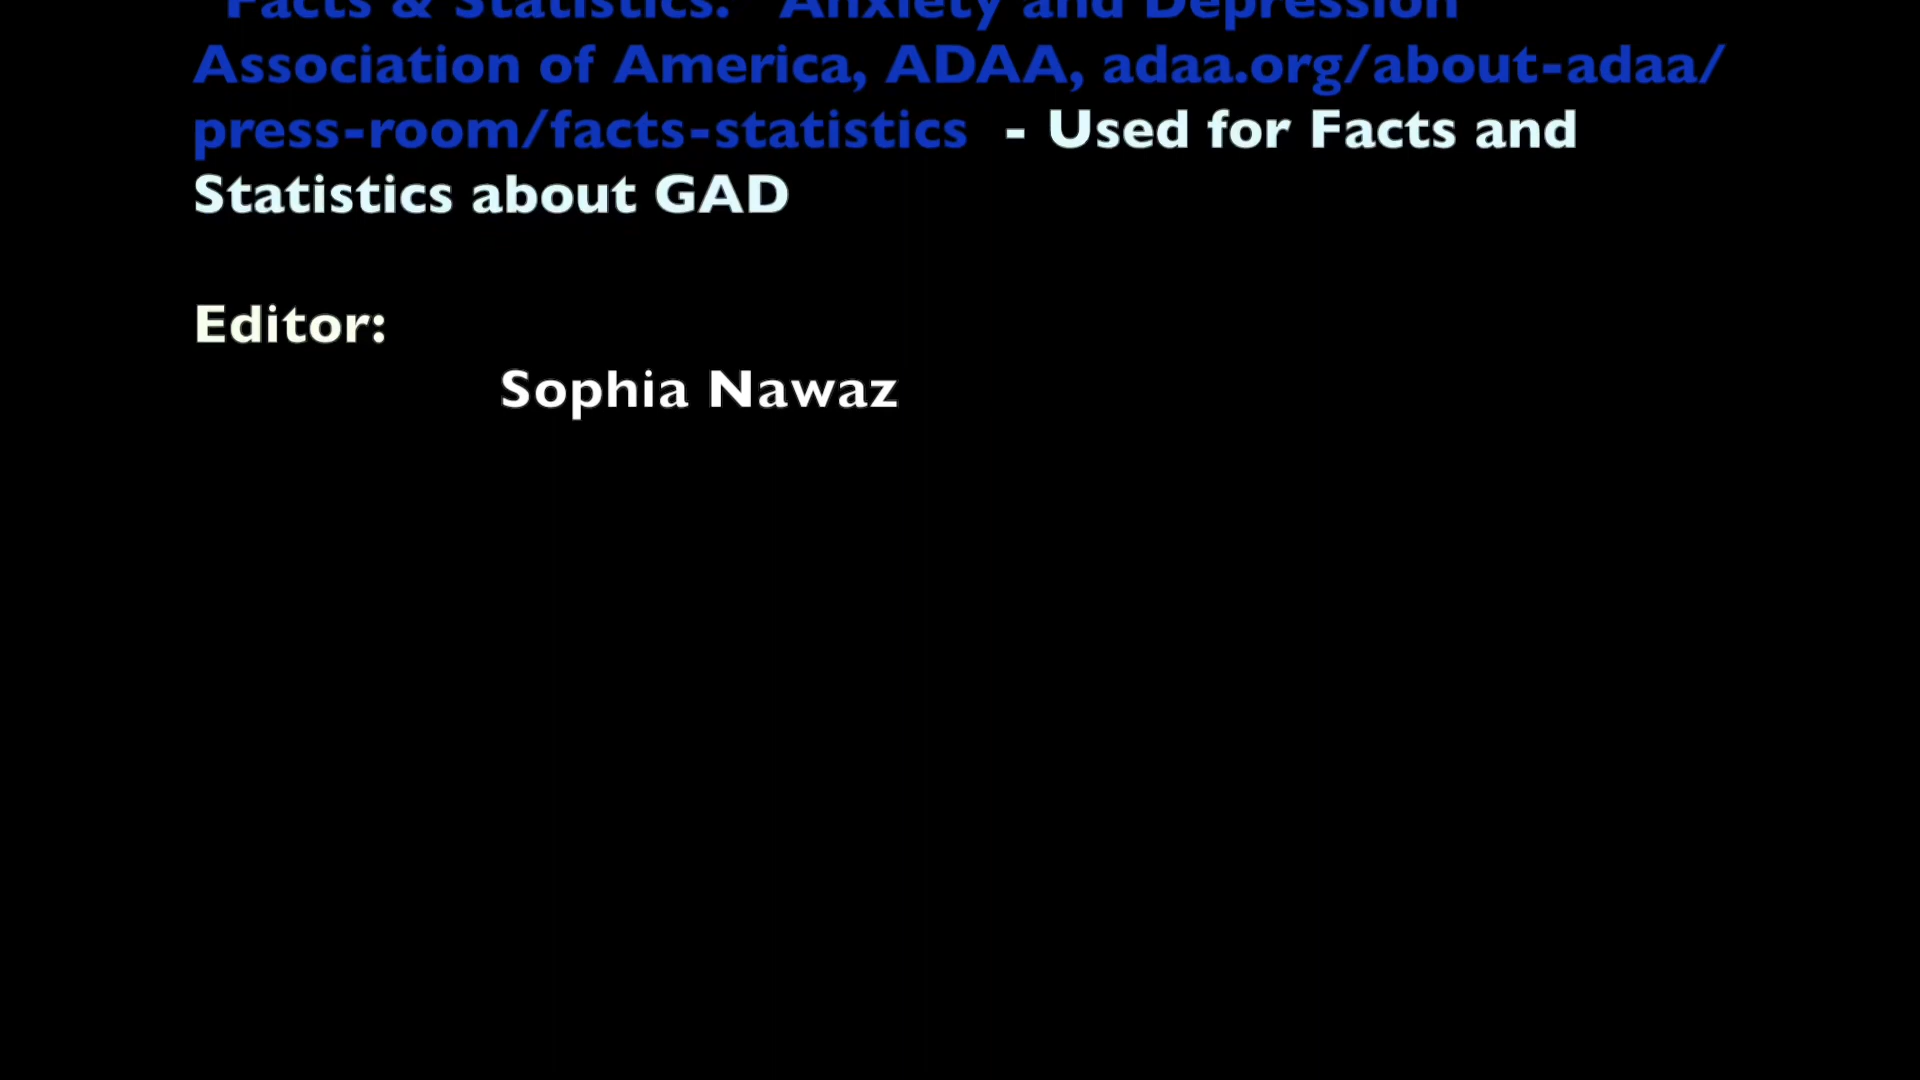 Facts & Statistics." Anxiety and Depression
Association of America, ADAA, adaa.org/about-adaa/
press-room/facts-statistics - Used for Facts and
Statistics about GAD
Editor:
Sophia Nawaz